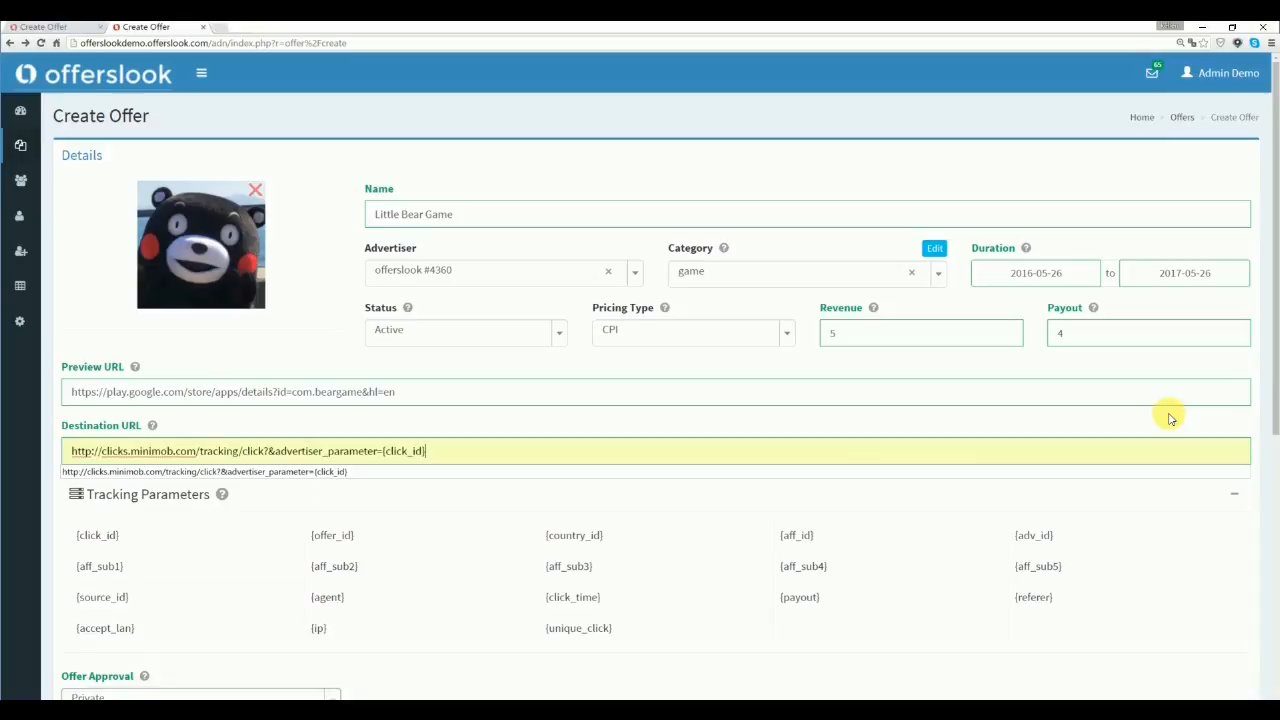 Create Offer
Create Offer
offerslookdemo.offerslook.com/adn/index.php?r=offer%2Fcreate
offerslook
65
Admin Demo
Create Offer
Home > Offers > Create Offer
Details
Name
Little Bear Game
Advertiser
Category
Edit
Duration
offerslook #4360
game
2016-05-26 to 2017-05-26
Status
Pricing Type
Revenue
Payout
Active
CPI
5
4
Preview URL
https://play.google.com/store/apps/details?id=com.beargame&hl=en
Destination URL
http://clicks.minimob.com/tracking/click?&advertiser_parameter={click_id}
http://clicks.minimob.com/tracking/click?&advertiser_parameter={click_id}
Tracking Parameters
{click_id} {offer_id} {country_id} {aff_id} {adv_id}
{aff_sub1} {aff_sub2} {aff_sub3} {aff_sub4} {aff_sub5}
{source_id} {agent} {click_time} {payout} {referer}
{accept_lan} {ip} {unique_click}
Offer Approval
Private